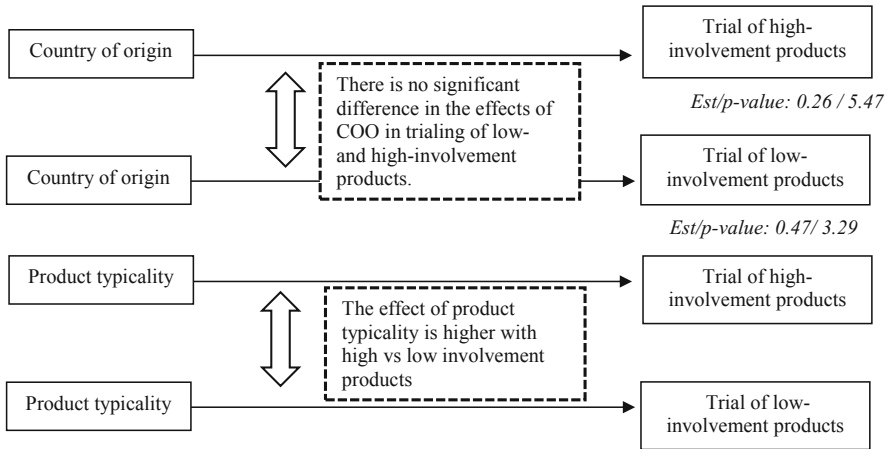 Country of origin
Trial of high-
involvement products
There is no significant
difference in the effects of
COO in trialing of low-
and high-involvement
products.
Est/p-value: 0.26 / 5.47
Country of origin
Trial of low-
involvement products
Est/p-value: 0.47/ 3.29
Product typicality
Trial of high-
involvement products
The effect of product
typicality is higher with
high vs low involvement
products
Product typicality
Trial of low-
involvement products